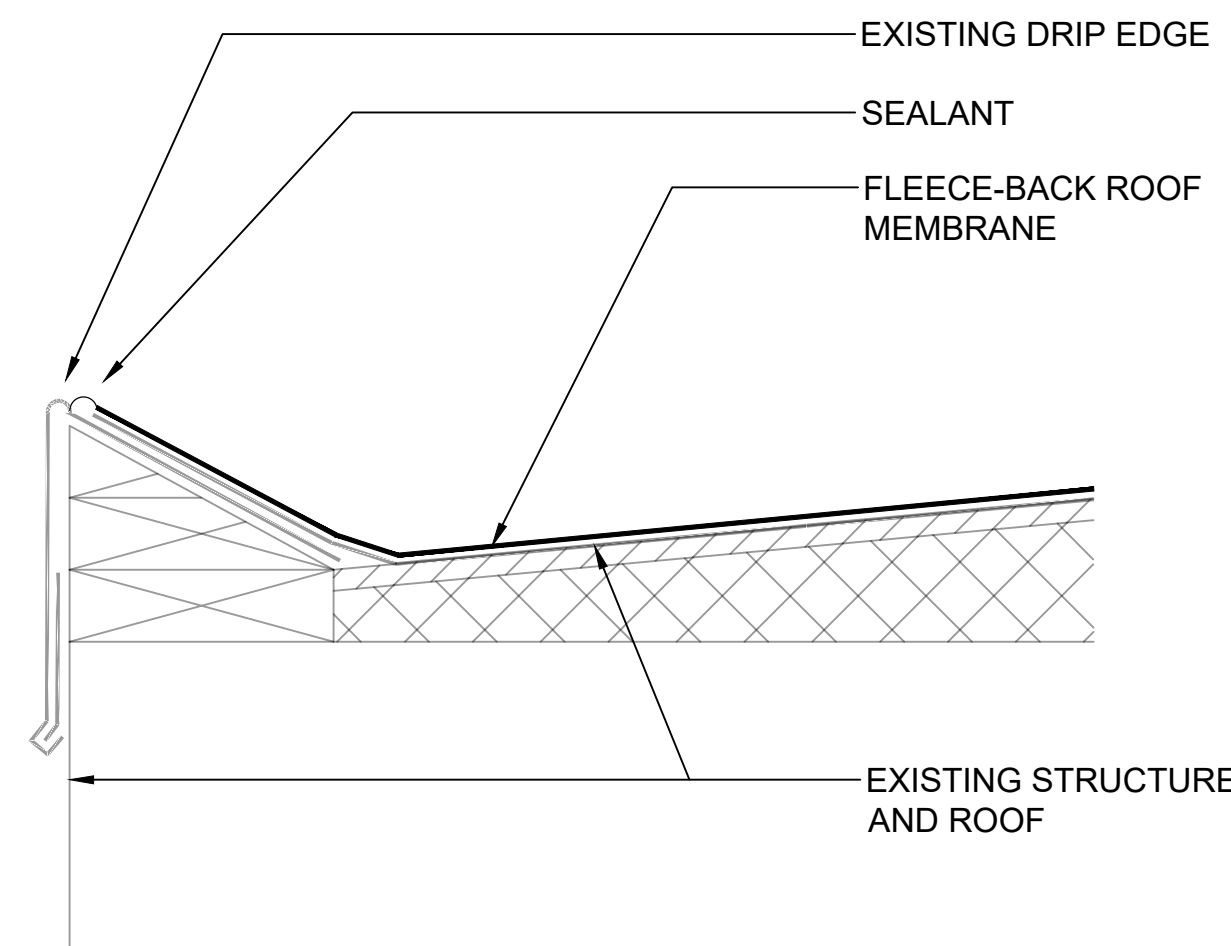 EXISTING DRIP EDGE
SEALANT
FLEECE-BACK ROOF
MEMBRANE
EXISTING STRUCTURE
AND ROOF